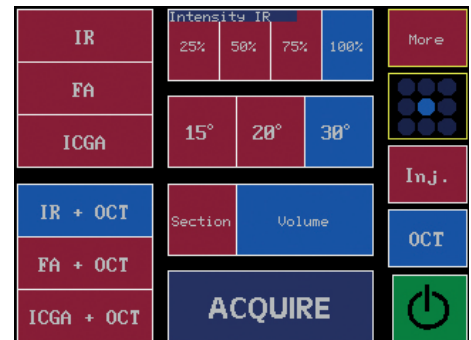 IR
FA
ICGA
IR + OCT
FA + OCT
ICGA + OCT
Intensity IR
25% 50% 75% 100%
15° 20° 30°
Section Volume
ACQUIRE
More
Inj.
OCT